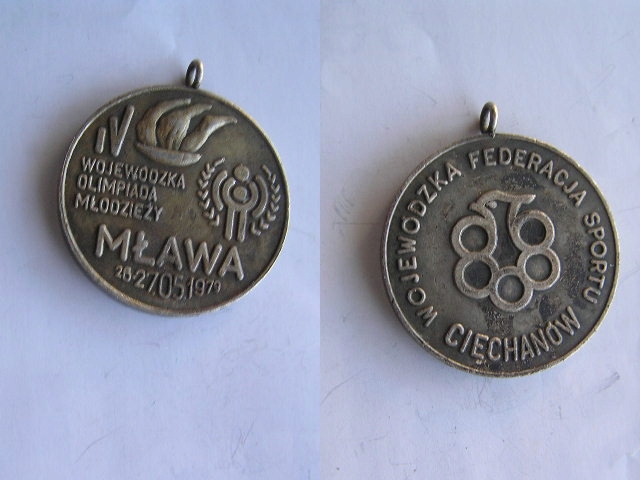 IV
WOJEWÓDZKA
OLIMPIADA
MŁODZIEŻY
MŁAWA
26-27.05.1979
WOJEWÓDZKA FEDERACJA SPORTU
CIĘCHANÓW